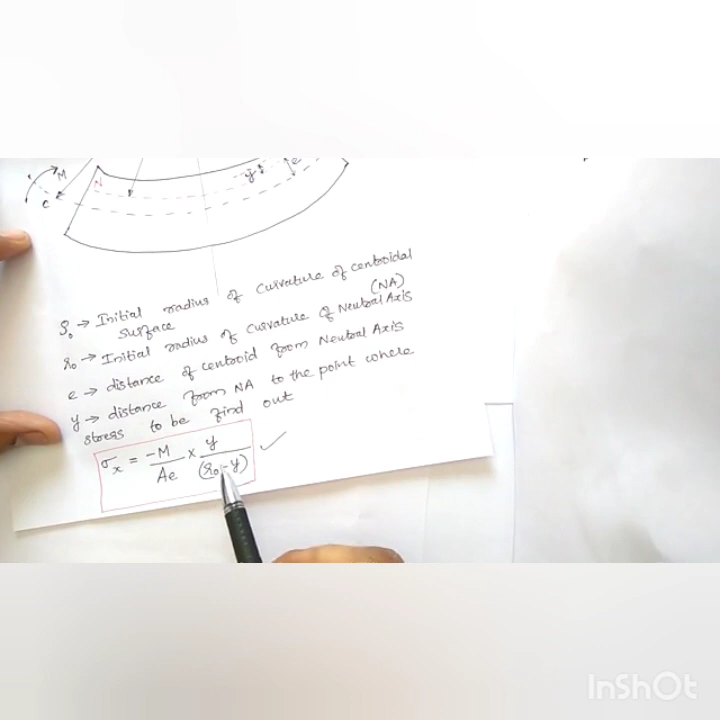 M
N
C
y
e
ρ₀ → Initial radius of curvature of centroidal
surface
(NA)
r₀ → Initial radius of curvature of Neutral Axis
e → distance of centroid from Neutral Axis
y → distance from NA to the point where
stress to be find out
σₓ = -M/Ae × y/(r₀-y) ✓
InShOt